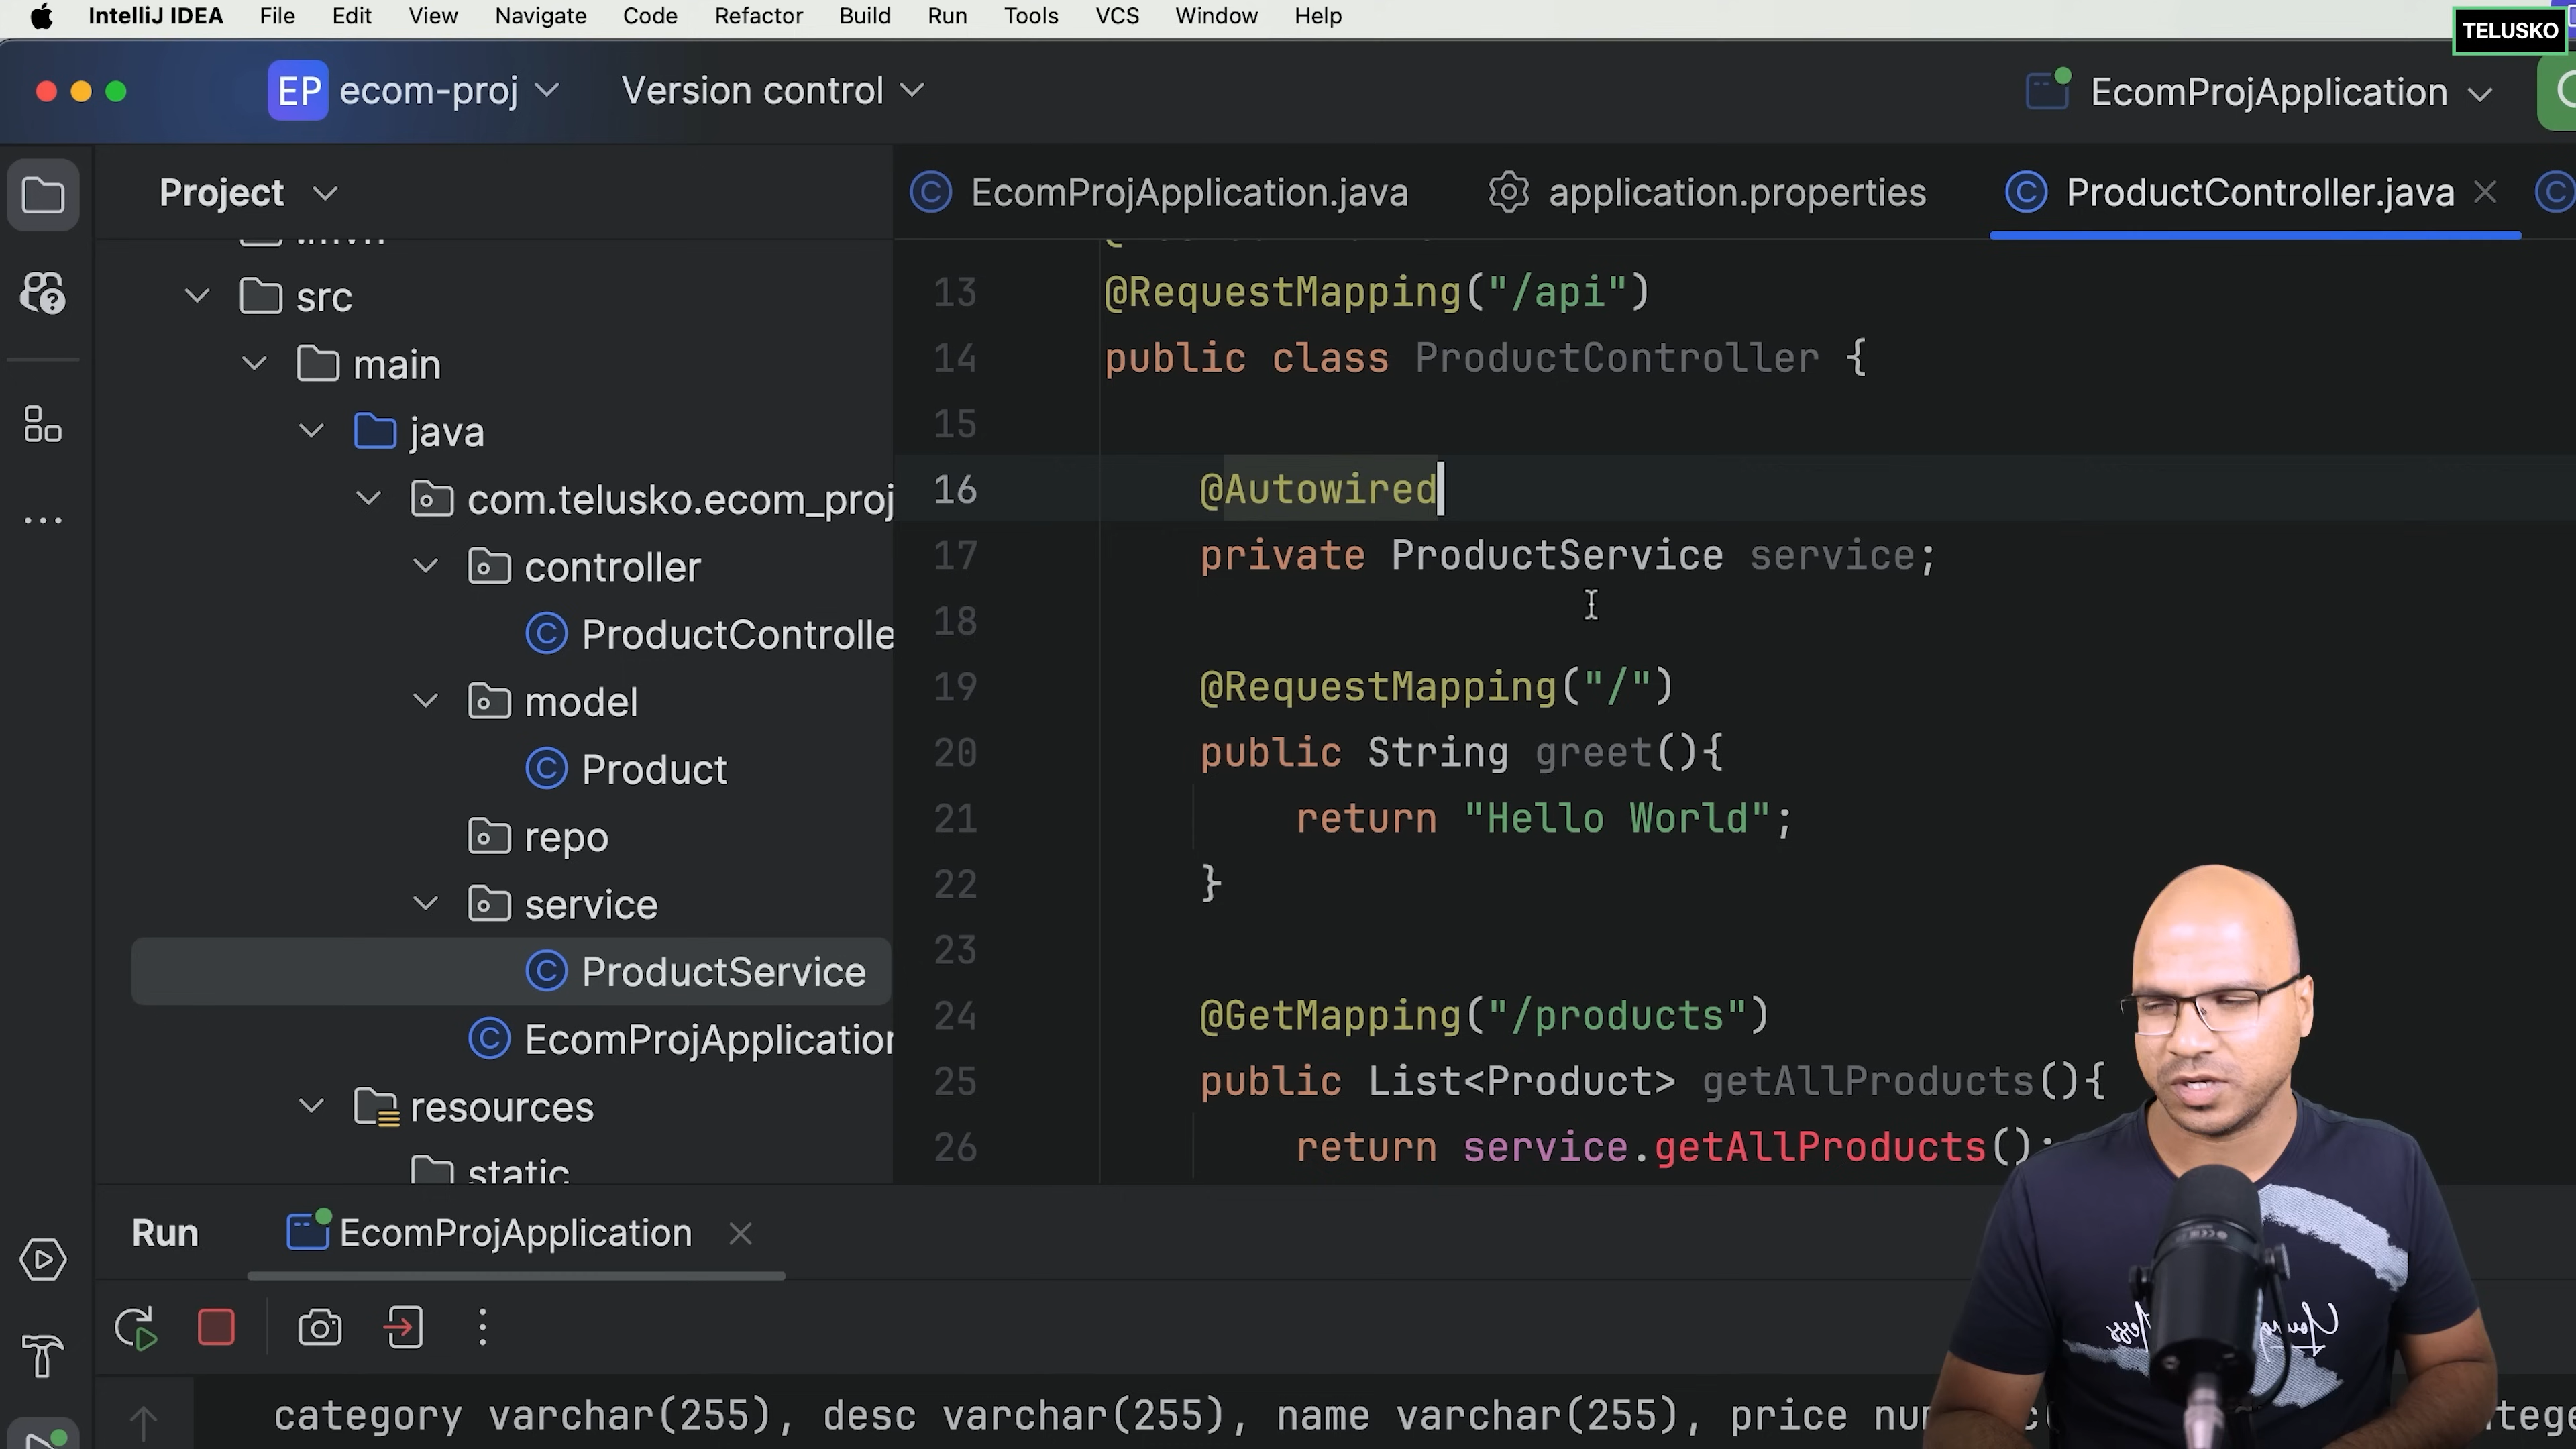 IntelliJ IDEA File Edit View Navigate Code Refactor Build Run Tools VCS Window Help
TELUSKO
EP ecom-proj Version control EcomProjApplication
Project
EcomProjApplication.java application.properties ProductController.java
src
main
java
com.telusko.ecom_proj
controller
ProductControlle
model
Product
repo
service
ProductService
EcomProjApplication
resources
static
13 @RequestMapping("/api")
14 public class ProductController {
15
16 @Autowired
17 private ProductService service;
18
19 @RequestMapping("/")
20 public String greet(){
21 return "Hello World";
22 }
23
24 @GetMapping("/products")
25 public List<Product> getAllProducts(){
26 return service.getAllProducts();
Run EcomProjApplication
category varchar(255), desc varchar(255), name varchar(255), price